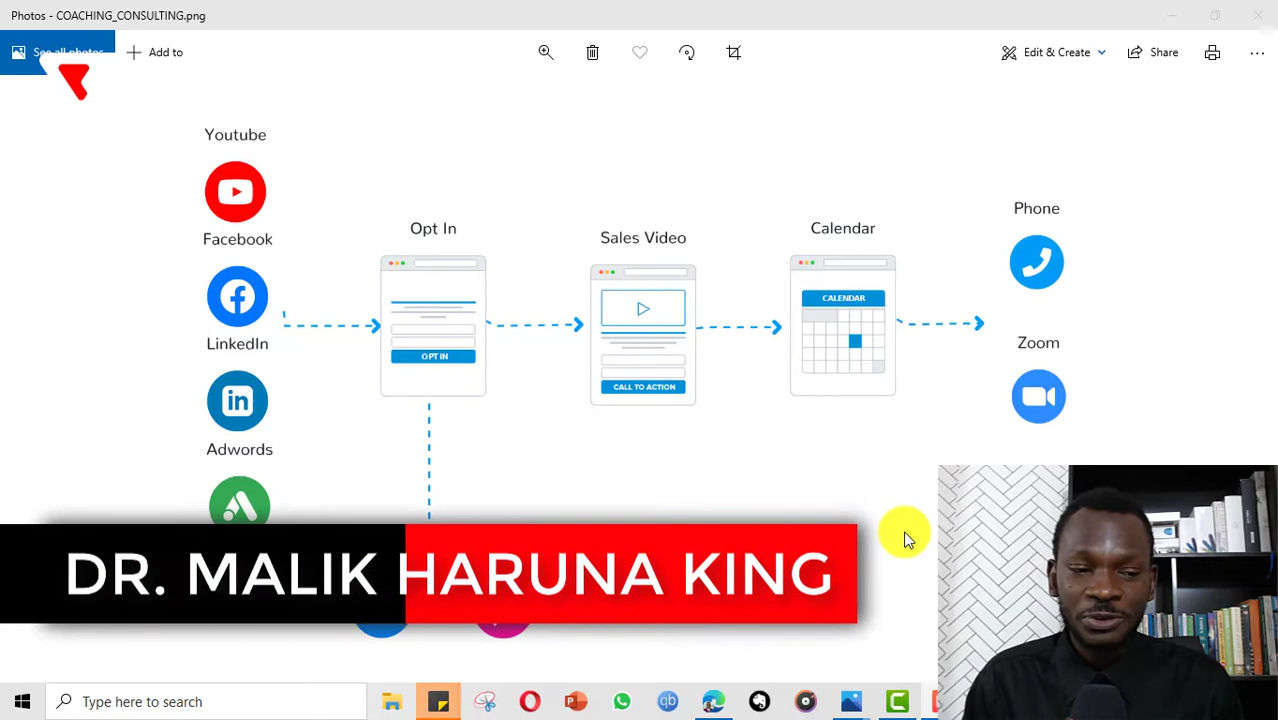 Photos - COACHING_CONSULTING.png
See all photos
Add to
Edit & Create
Share
Youtube
Facebook
LinkedIn
Adwords
Opt In
OPT IN
Sales Video
CALL TO ACTION
Calendar
CALENDAR
Phone
Zoom
DR. MALIK HARUNA KING
Type here to search
qb